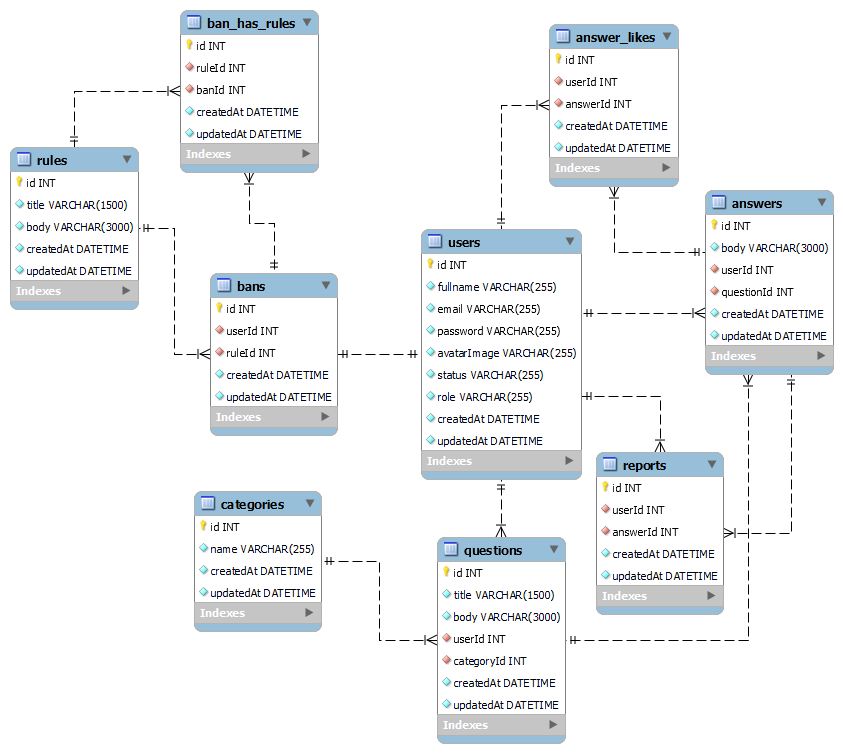 ban_has_rules
id INT
ruleId INT
banId INT
createdAt DATETIME
updatedAt DATETIME
Indexes
answer_likes
id INT
userId INT
answerId INT
createdAt DATETIME
updatedAt DATETIME
Indexes
rules
id INT
title VARCHAR(1500)
body VARCHAR(3000)
createdAt DATETIME
updatedAt DATETIME
Indexes
answers
id INT
body VARCHAR(3000)
userId INT
questionId INT
createdAt DATETIME
updatedAt DATETIME
Indexes
users
id INT
fullname VARCHAR(255)
email VARCHAR(255)
password VARCHAR(255)
avatarImage VARCHAR(255)
status VARCHAR(255)
role VARCHAR(255)
createdAt DATETIME
updatedAt DATETIME
Indexes
bans
id INT
userId INT
ruleId INT
createdAt DATETIME
updatedAt DATETIME
Indexes
reports
id INT
userId INT
answerId INT
createdAt DATETIME
updatedAt DATETIME
Indexes
categories
id INT
name VARCHAR(255)
createdAt DATETIME
updatedAt DATETIME
Indexes
questions
id INT
title VARCHAR(1500)
body VARCHAR(3000)
userId INT
categoryId INT
createdAt DATETIME
updatedAt DATETIME
Indexes